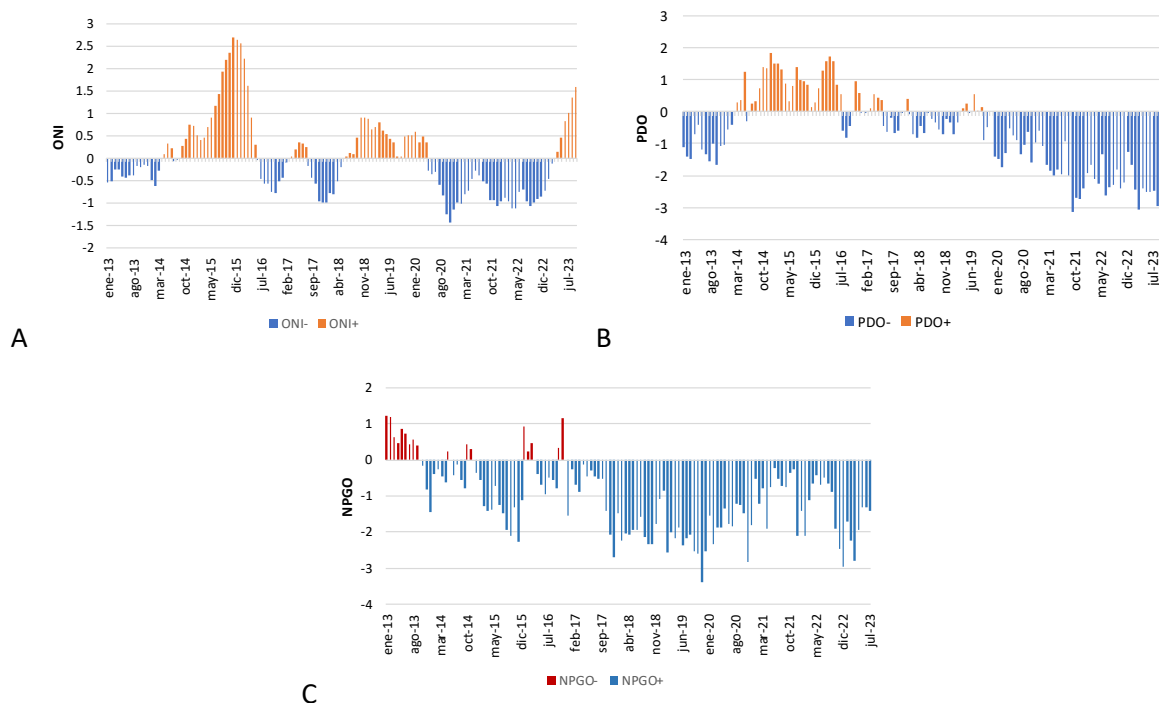 3
2.5
2
1.5
1
0.5
0
-0.5
-1
-1.5
-2
ONI
ene-13
ago-13
mar-14
oct-14
may-15
dic-15
jul-16
feb-17
sep-17
abr-18
nov-18
jun-19
ene-20
ago-20
mar-21
oct-21
may-22
dic-22
jul-23
ONI- ONI+
A
3
2
1
0
-1
-2
-3
-4
PDO
ene-13
ago-13
mar-14
oct-14
may-15
dic-15
jul-16
feb-17
sep-17
abr-18
nov-18
jun-19
ene-20
ago-20
mar-21
oct-21
may-22
dic-22
jul-23
PDO- PDO+
B
2
1
0
-1
-2
-3
-4
NPGO
ene-13
ago-13
mar-14
oct-14
may-15
dic-15
jul-16
feb-17
sep-17
abr-18
nov-18
jun-19
ene-20
ago-20
mar-21
oct-21
may-22
dic-22
jul-23
NPGO- NPGO+
C